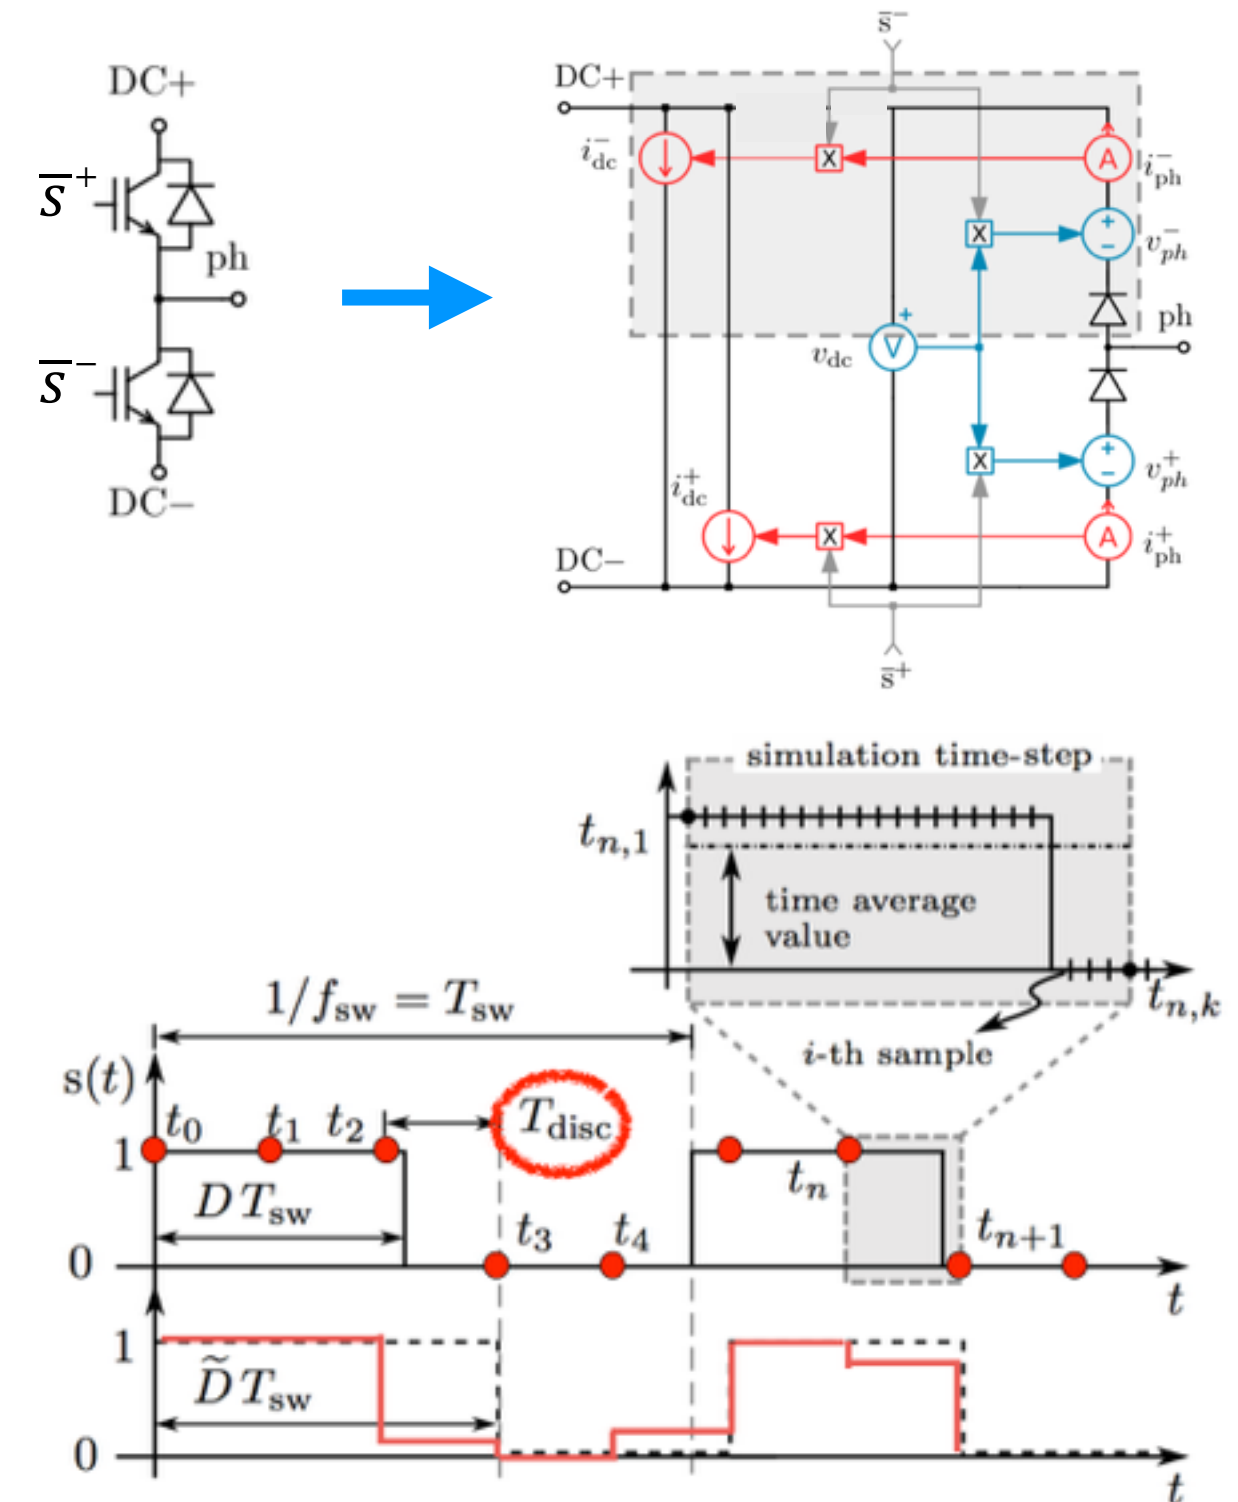 s̅⁻
DC+
DC+
i⁻dc
X
A
i⁻ph
s̅⁺
X
+
−
v⁻ph
ph
+
ph
vdc
V
s̅⁻
X
+
−
v⁺ph
DC−
i⁺dc
DC−
X
A
i⁺ph
s̅⁺
simulation time-step
tn,1
time average
value
1/fsw = Tsw
tn,k
i-th sample
s(t)
t0
t1
t2
Tdisc
1
tn
D Tsw
t3
t4
tn+1
0
t
1
D̃ Tsw
0
t